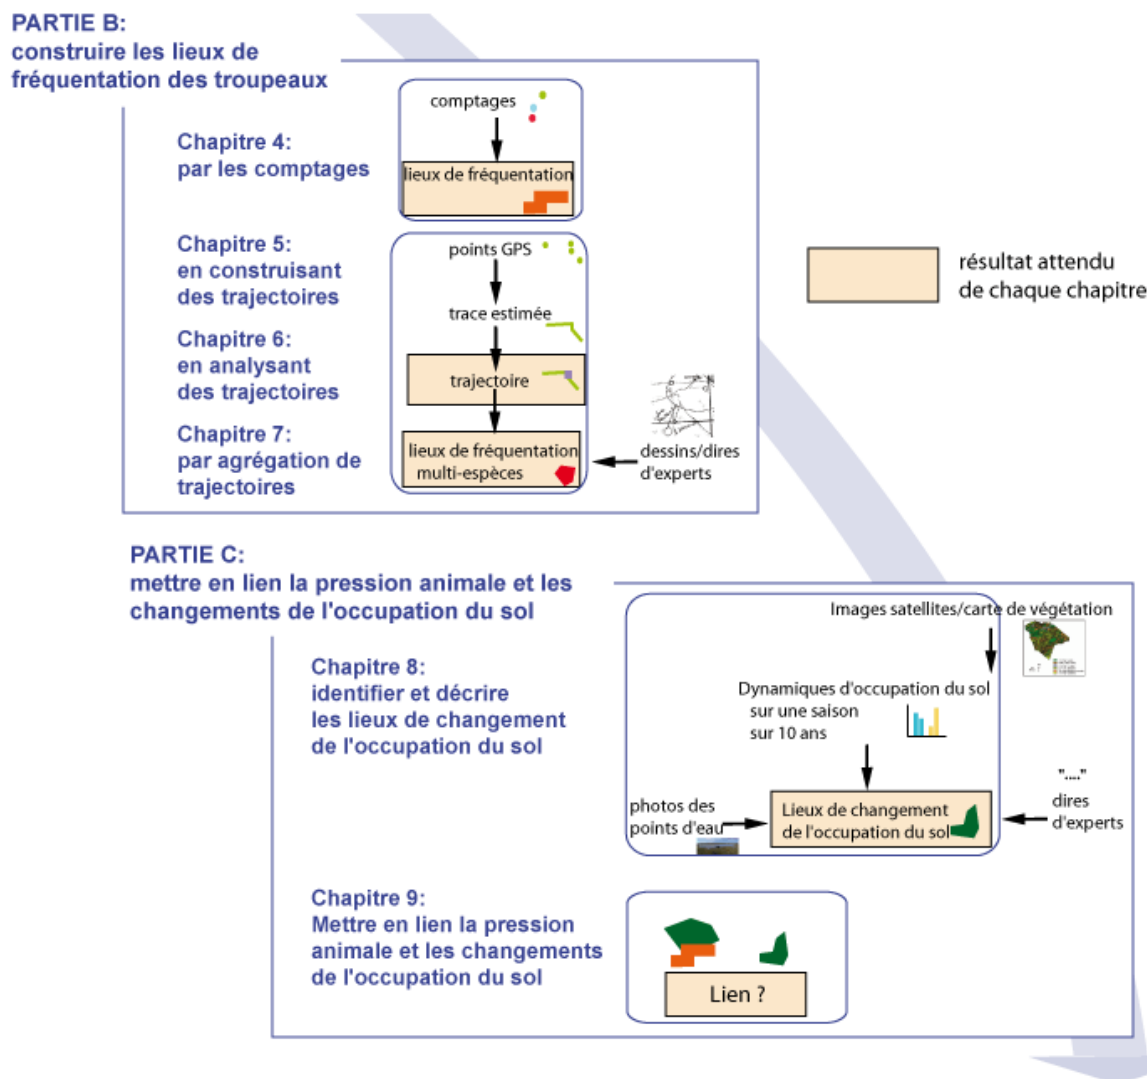 PARTIE B:
construire les lieux de
fréquentation des troupeaux
comptages
Chapitre 4:
par les comptages
lieux de fréquentation
Chapitre 5:
en construisant
des trajectoires
points GPS
trace estimée
résultat attendu
de chaque chapitre
Chapitre 6:
en analysant
des trajectoires
trajectoire
Chapitre 7:
par agrégation de
trajectoires
lieux de fréquentation
multi-espèces
dessins/dires
d'experts
PARTIE C:
mettre en lien la pression animale et les
changements de l'occupation du sol
Images satellites/carte de végétation
Chapitre 8:
identifier et décrire
les lieux de changement
de l'occupation du sol
Dynamiques d'occupation du sol
sur une saison
sur 10 ans
photos des
points d'eau
Lieux de changement
de l'occupation du sol
"...."
dires
d'experts
Chapitre 9:
Mettre en lien la pression
animale et les changements
de l'occupation du sol
Lien ?